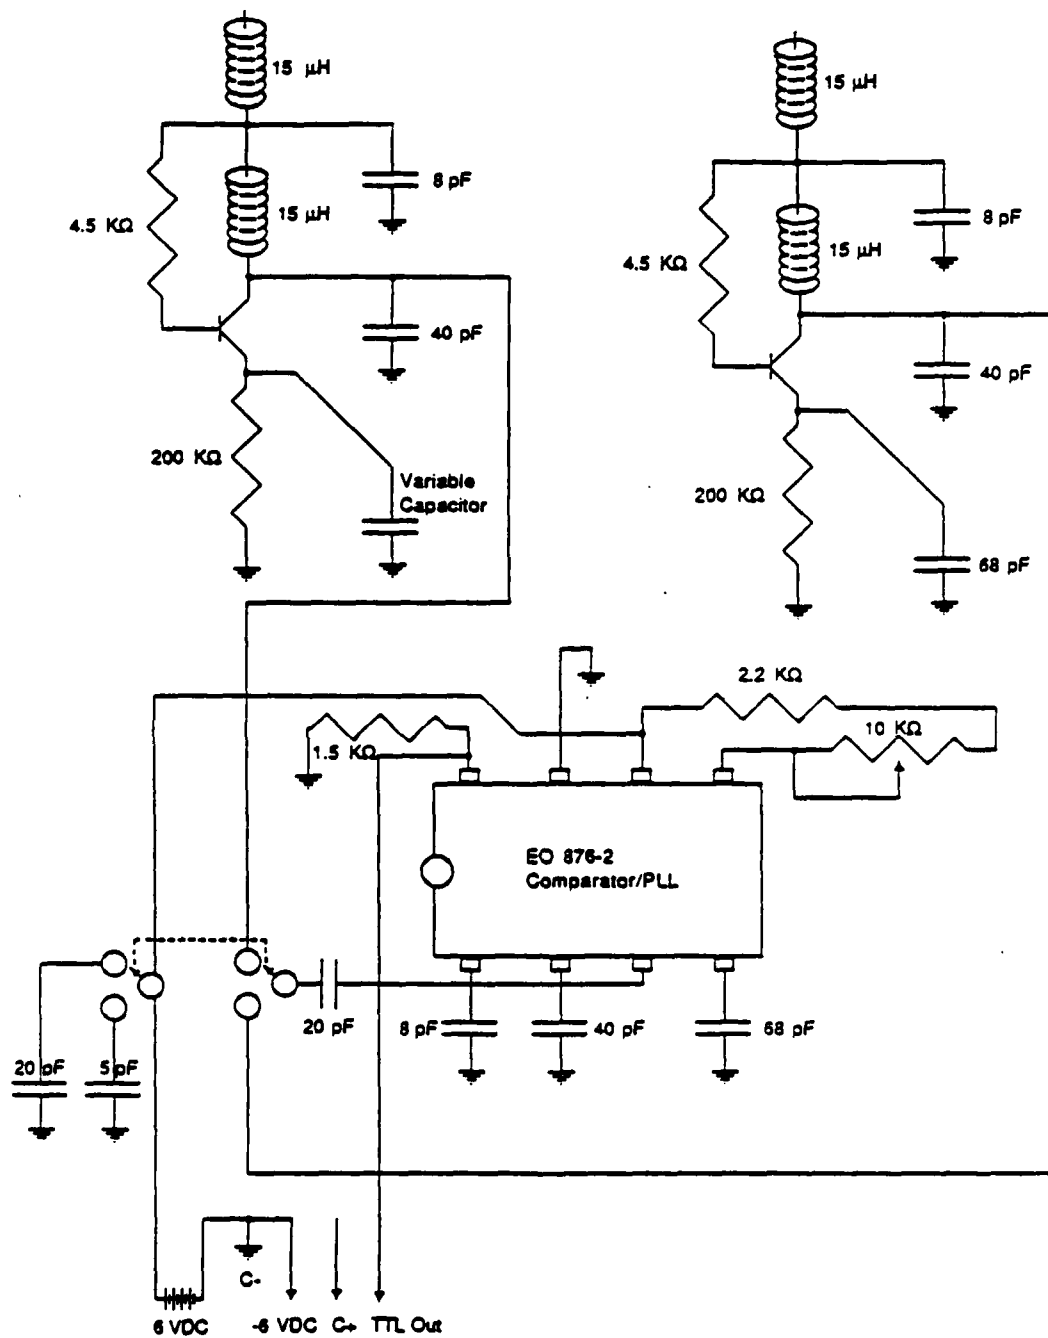 15 μH
15 μH
8 pF
15 μH
4.5 KΩ
8 pF
15 μH
4.5 KΩ
40 pF
40 pF
200 KΩ
Variable
Capacitor
200 KΩ
68 pF
2.2 KΩ
1.5 KΩ
10 KΩ
EO 876-2
Comparator/PLL
20 pF
8 pF
40 pF
68 pF
20 pF
5 pF
C-
6 VDC
-6 VDC
C+
TTL Out